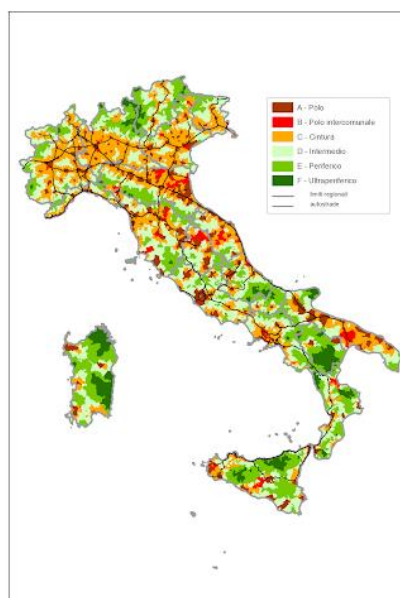 A - Polo
B - Polo intercomunale
C - Cintura
D - Intermedio
E - Periferico
F - Ultraperiferico
limiti regionali
autostrade